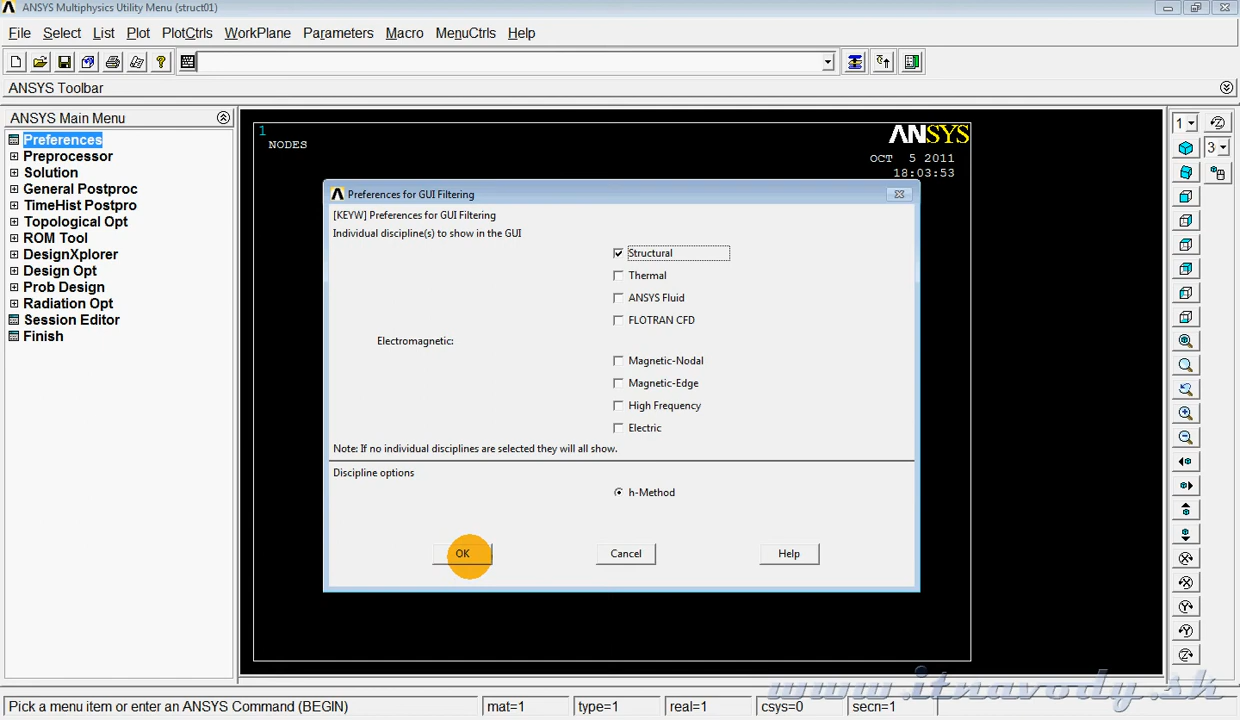 ANSYS Multiphysics Utility Menu (struct01)
File Select List Plot PlotCtrls WorkPlane Parameters Macro MenuCtrls Help
ANSYS Toolbar
ANSYS Main Menu
Preferences
Preprocessor
Solution
General Postproc
TimeHist Postpro
Topological Opt
ROM Tool
DesignXplorer
Design Opt
Prob Design
Radiation Opt
Session Editor
Finish
1
NODES
ANSYS
OCT 5 2011
18:03:53
Preferences for GUI Filtering
[KEYW] Preferences for GUI Filtering
Individual discipline(s) to show in the GUI
Structural
Thermal
ANSYS Fluid
FLOTRAN CFD
Electromagnetic:
Magnetic-Nodal
Magnetic-Edge
High Frequency
Electric
Note: If no individual disciplines are selected they will all show.
Discipline options
h-Method
OK Cancel Help
1
3
www.itnavody.sk
Pick a menu item or enter an ANSYS Command (BEGIN) mat=1 type=1 real=1 csys=0 secn=1